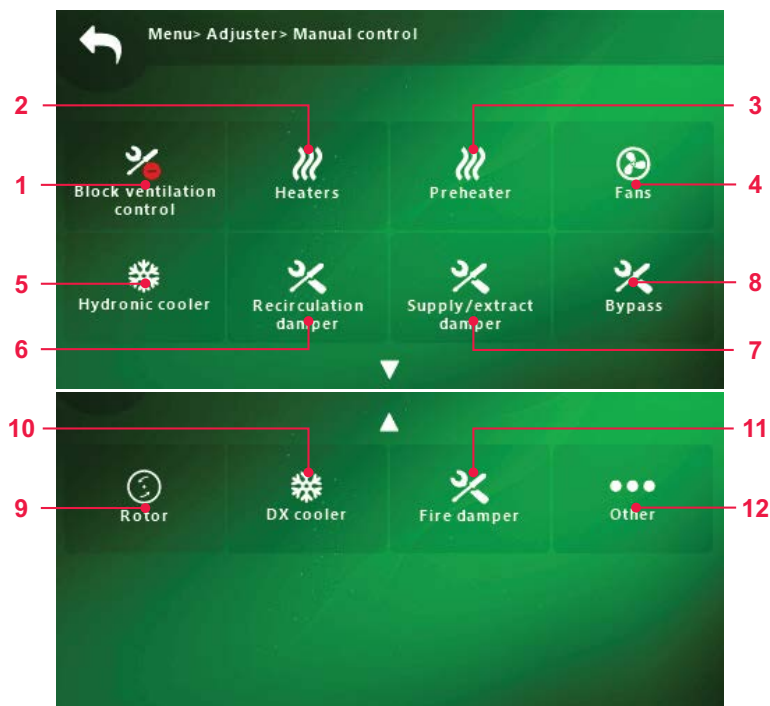 Menu> Adjuster> Manual control
2
3
1
Block ventilation
control
Heaters
Preheater
Fans
4
5
Hydronic cooler
Recirculation
damper
Supply/extract
damper
Bypass
8
6
7
10
11
9
Rotor
DX cooler
Fire damper
Other
12